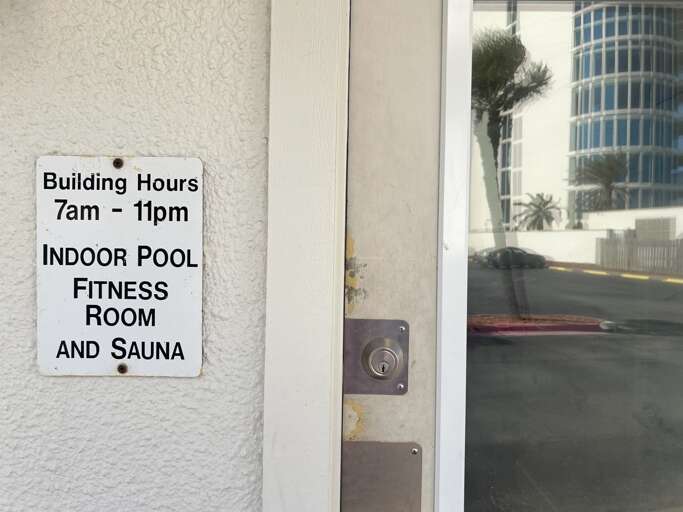 Building Hours
7am - 11pm
INDOOR POOL
FITNESS
ROOM
AND SAUNA